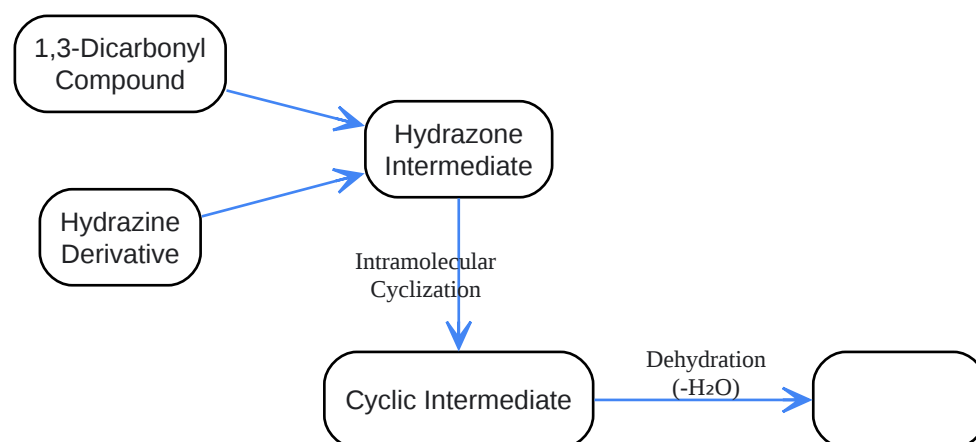 1,3-Dicarbonyl
Compound
Hydrazone
Intermediate
Hydrazine
Derivative
Intramolecular
Cyclization
Dehydration
(-H₂O)
Cyclic Intermediate